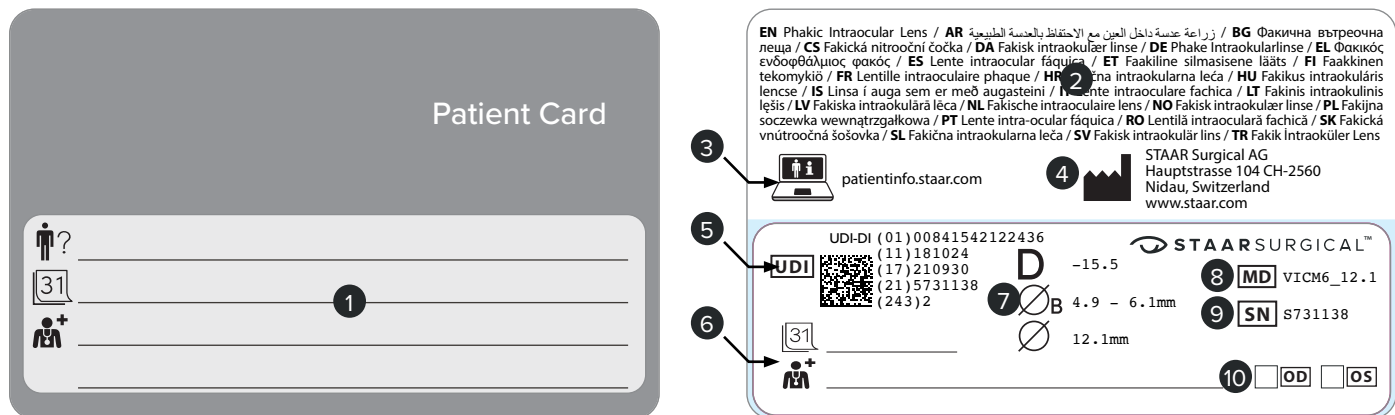 Patient Card
?
31
1
EN Phakic Intraocular Lens / AR زراعة عدسة داخل العين مع الاحتفاظ بالعدسة الطبيعية / BG Факична вътреочна
леща / CS Fakická nitrooční čočka / DA Fakisk intraokulær linse / DE Phake Intraokularlinse / EL Φακικός
ενδοφθάλμιος φακός / ES Lente intraocular fáquica / ET Faakiline silmasisene lääts / FI Faakkinen
tekomykiö / FR Lentille intraoculaire phaque / HR intraokularna leća / HU Fakikus intraokuláris
lencse / IS Linsa í auga sem er með augasteini / intraoculare fachica / LT Fakinis intraokulinis
lęšis / LV Fakiska intraokulārā lēca / NL Fakische intraoculaire lens / NO Fakisk intraokulær linse / PL Fakijna
soczewka wewnątrzgałkowa / PT Lente intra-ocular fáquica / RO Lentilă intraoculară fachică / SK Fakická
vnútroočná šošovka / SL Fakična intraokularna leča / SV Fakisk intraokulär lins / TR Fakik İntraoküler Lens
2
3
patientinfo.staar.com
4
STAAR Surgical AG
Hauptstrasse 104 CH-2560
Nidau, Switzerland
www.staar.com
5
UDI
UDI-DI (01)00841542122436
(11)181024
(17)210930
(21)5731138
(243)2
D -15.5
7 B 4.9 - 6.1mm
12.1mm
STAARSURGICAL™
8 MD VICM6_12.1
9 SN S731138
6
31
10 OD OS